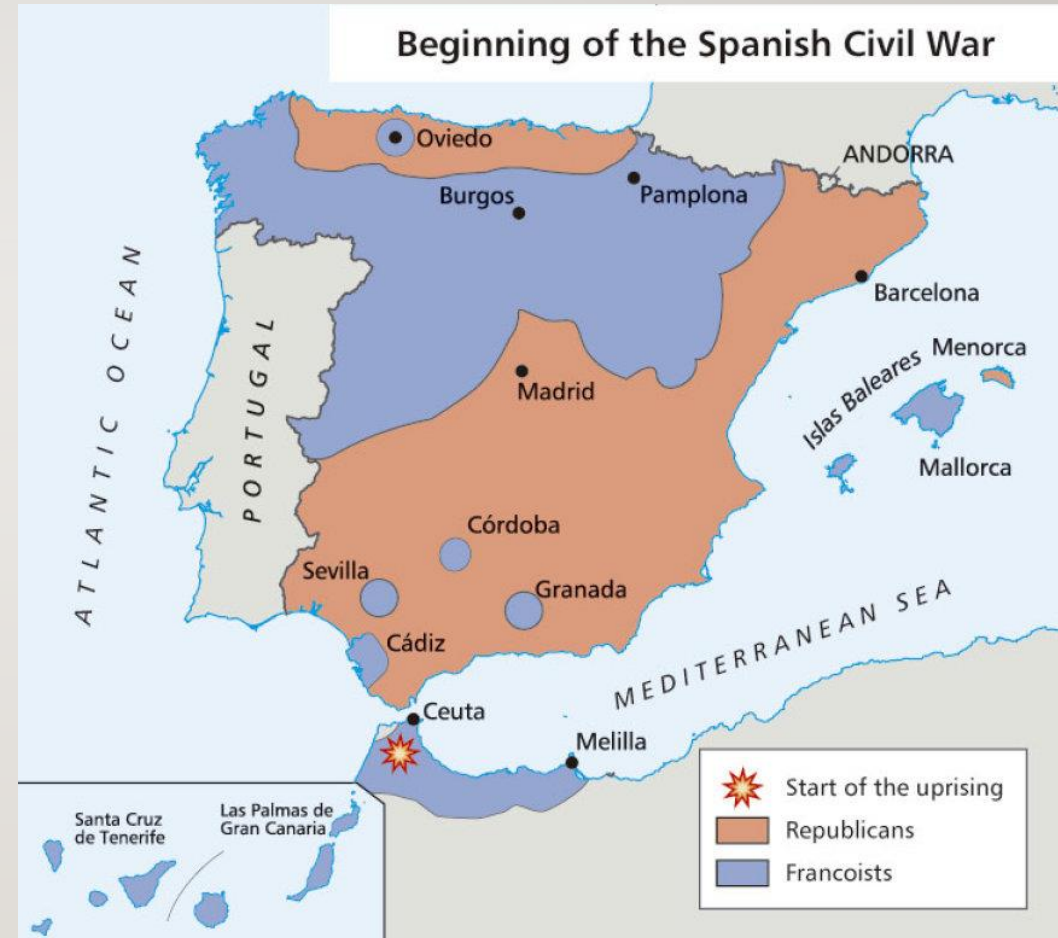 Beginning of the Spanish Civil War
Oviedo
ANDORRA
Burgos
Pamplona
Barcelona
ATLANTIC OCEAN
PORTUGAL
Madrid
Islas Baleares
Menorca
Mallorca
Córdoba
Sevilla
Granada
Cádiz
MEDITERRANEAN SEA
Ceuta
Melilla
Santa Cruz
de Tenerife
Las Palmas de
Gran Canaria
Start of the uprising
Republicans
Francoists